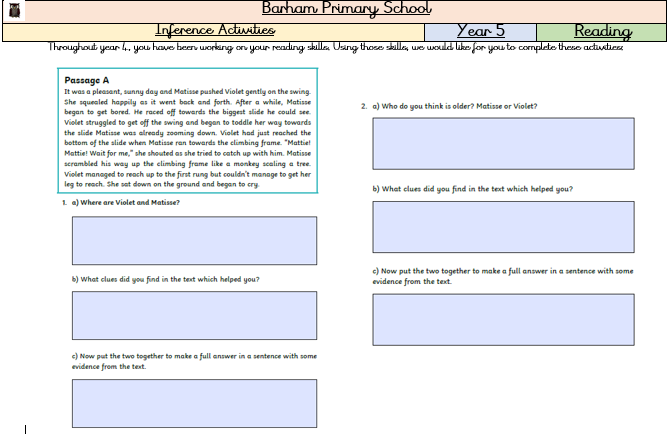 Barham Primary School
Inference Activities
Year 5
Reading
Throughout year 4, you have been working on your reading skills. Using those skills, we would like for you to complete these activities:
Passage A
It was a pleasant, sunny day and Matisse pushed Violet gently on the swing.
She squealed happily as it went back and forth. After a while, Matisse
began to get bored. He raced off towards the biggest slide he could see.
Violet struggled to get off the swing and began to toddle her way towards
the slide Matisse was already zooming down. Violet had just reached the
bottom of the slide when Matisse ran towards the climbing frame. "Mattie!
Mattie! Wait for me," she shouted as she tried to catch up with him. Matisse
scrambled his way up the climbing frame like a monkey scaling a tree.
Violet managed to reach up to the first rung but couldn't manage to get her
leg to reach. She sat down on the ground and began to cry.
1. a) Where are Violet and Matisse?
b) What clues did you find in the text which helped you?
c) Now put the two together to make a full answer in a sentence with some
evidence from the text.
2. a) Who do you think is older? Matisse or Violet?
b) What clues did you find in the text which helped you?
c) Now put the two together to make a full answer in a sentence with some
evidence from the text.